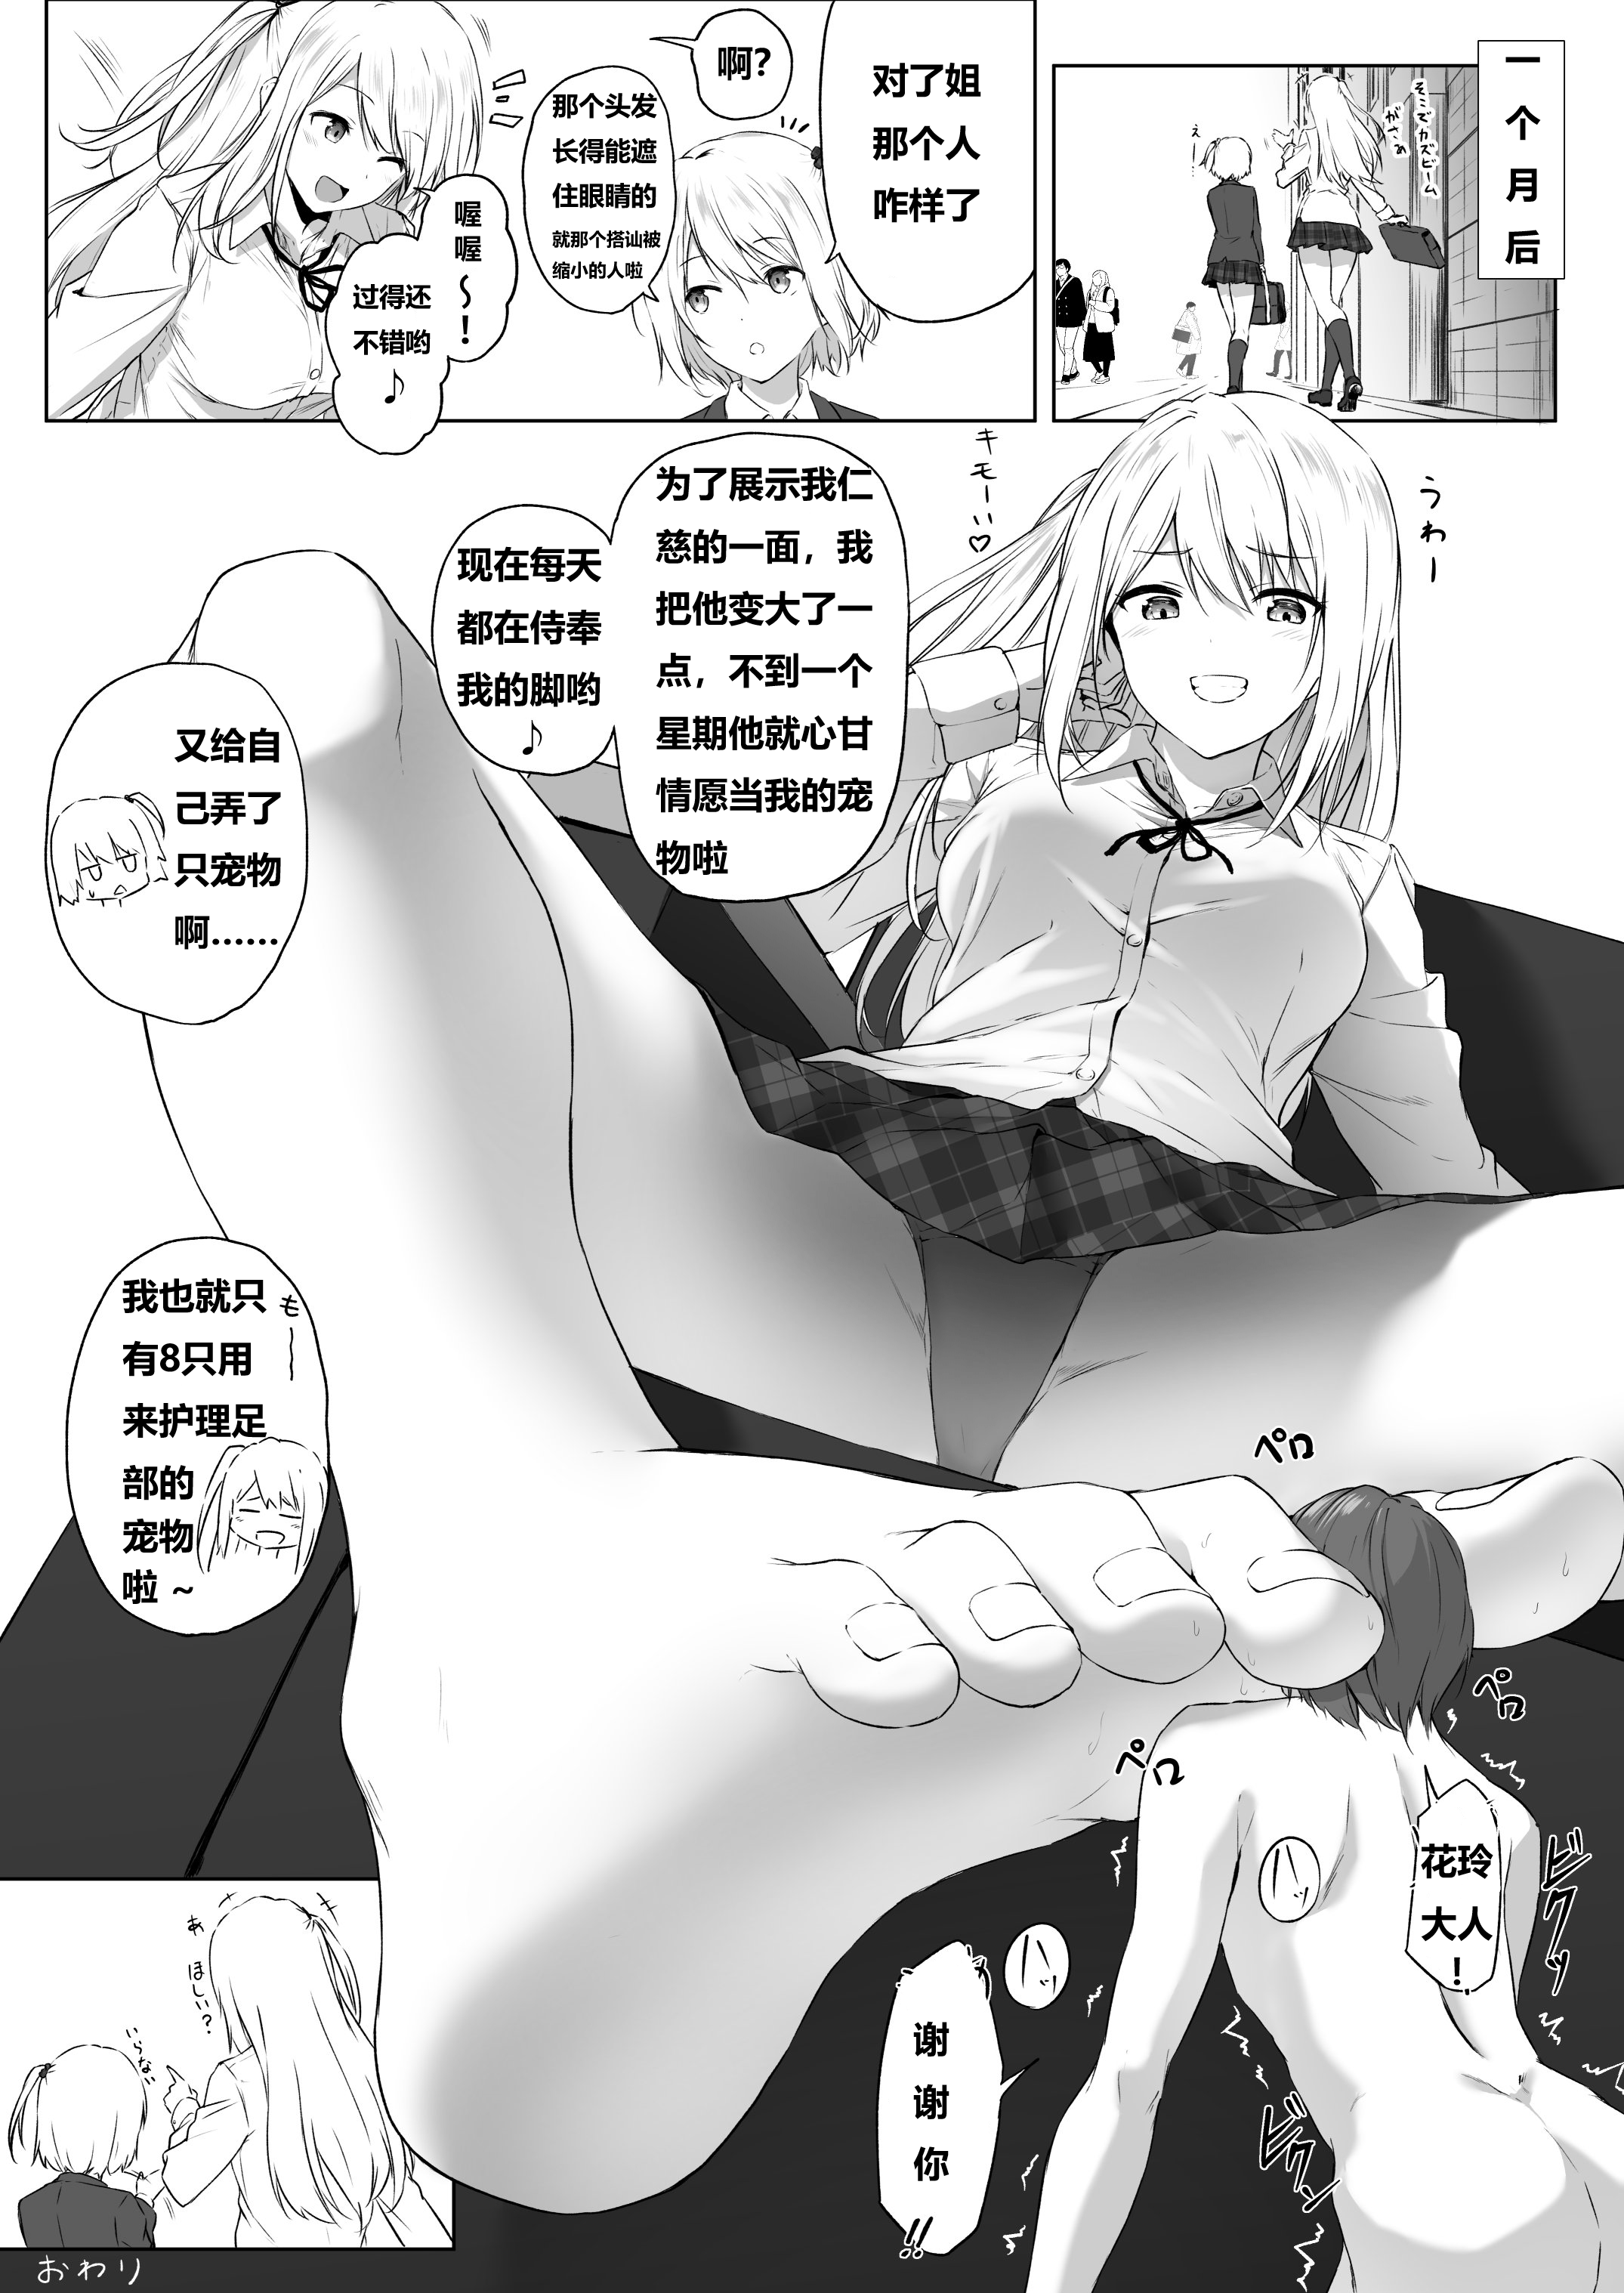 一个月后
そこでカズビーム
がさぁ
え
对了姐
那个人
咋样了
啊?
那个头发
长得能遮
住眼睛的
就那个搭讪被
缩小的人啦
喔
喔
～
!
过得还
不错哟
♪
うわー
キモーい♡
为了展示我仁
慈的一面，我
把他变大了一
点，不到一个
星期他就心甘
情愿当我的宠
物啦
现在每天
都在侍奉
我的脚哟
♪
又给自
己弄了
只宠物
啊……
我也就只
有8只用
来护理足
部的
宠物
啦 ~
も～
ペロ
ペロ
ペロ
花玲
大人
!
ハッ
ハッ
ビクッ
ビクン
谢
谢
你
!!
あ
ほしい?
いらない
おわり